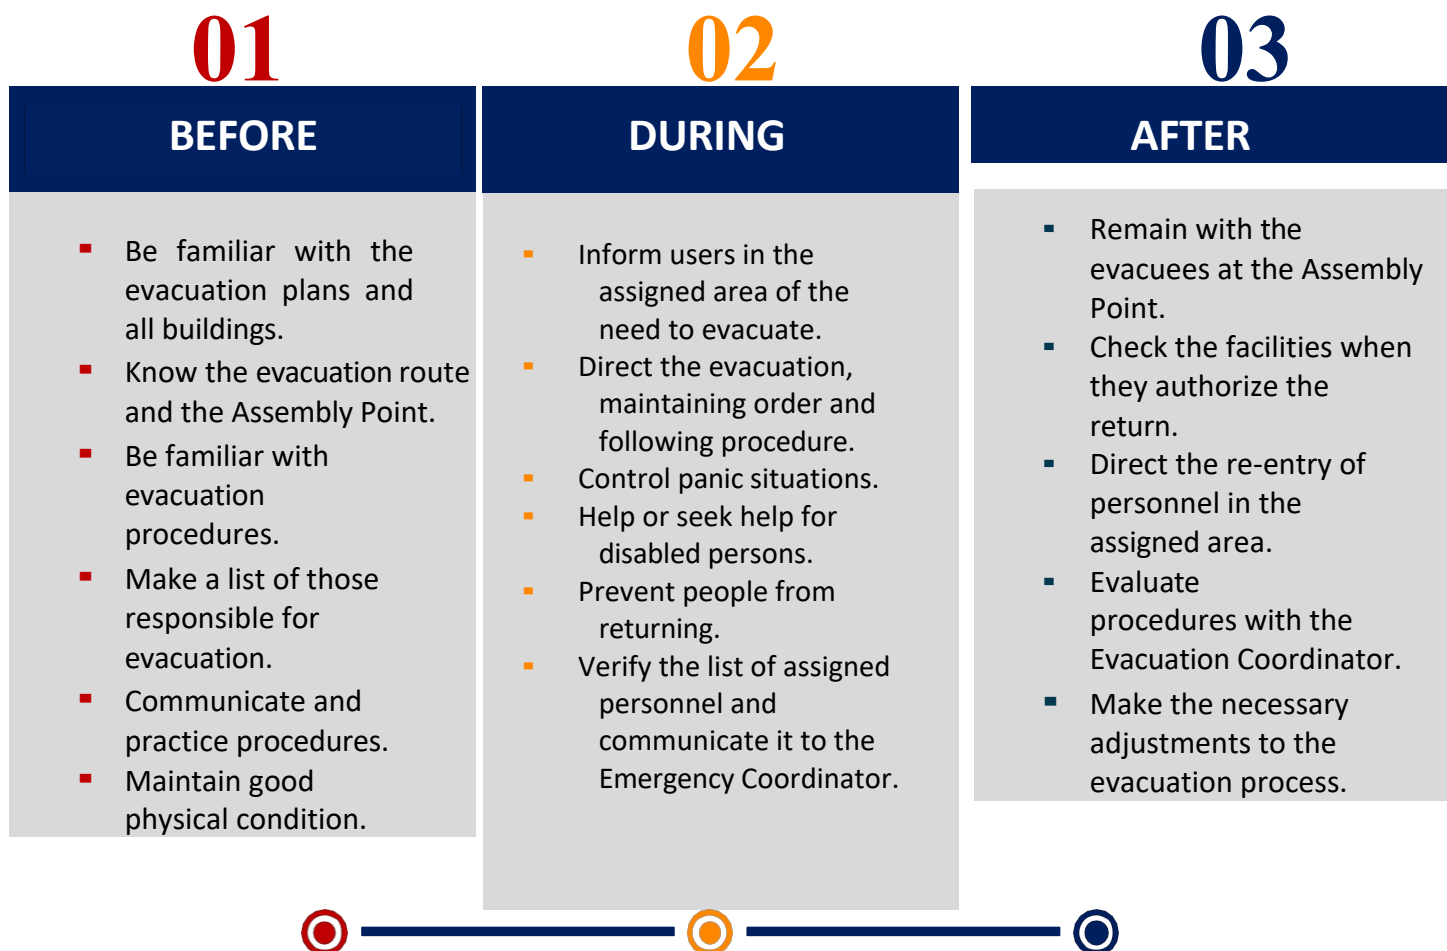 01
BEFORE
Be familiar with the
evacuation plans and
all buildings.
Know the evacuation route
and the Assembly Point.
Be familiar with
evacuation
procedures.
Make a list of those
responsible for
evacuation.
Communicate and
practice procedures.
Maintain good
physical condition.
02
DURING
Inform users in the
assigned area of the
need to evacuate.
Direct the evacuation,
maintaining order and
following procedure.
Control panic situations.
Help or seek help for
disabled persons.
Prevent people from
returning.
Verify the list of assigned
personnel and
communicate it to the
Emergency Coordinator.
03
AFTER
Remain with the
evacuees at the Assembly
Point.
Check the facilities when
they authorize the
return.
Direct the re-entry of
personnel in the
assigned area.
Evaluate
procedures with the
Evacuation Coordinator.
Make the necessary
adjustments to the
evacuation process.